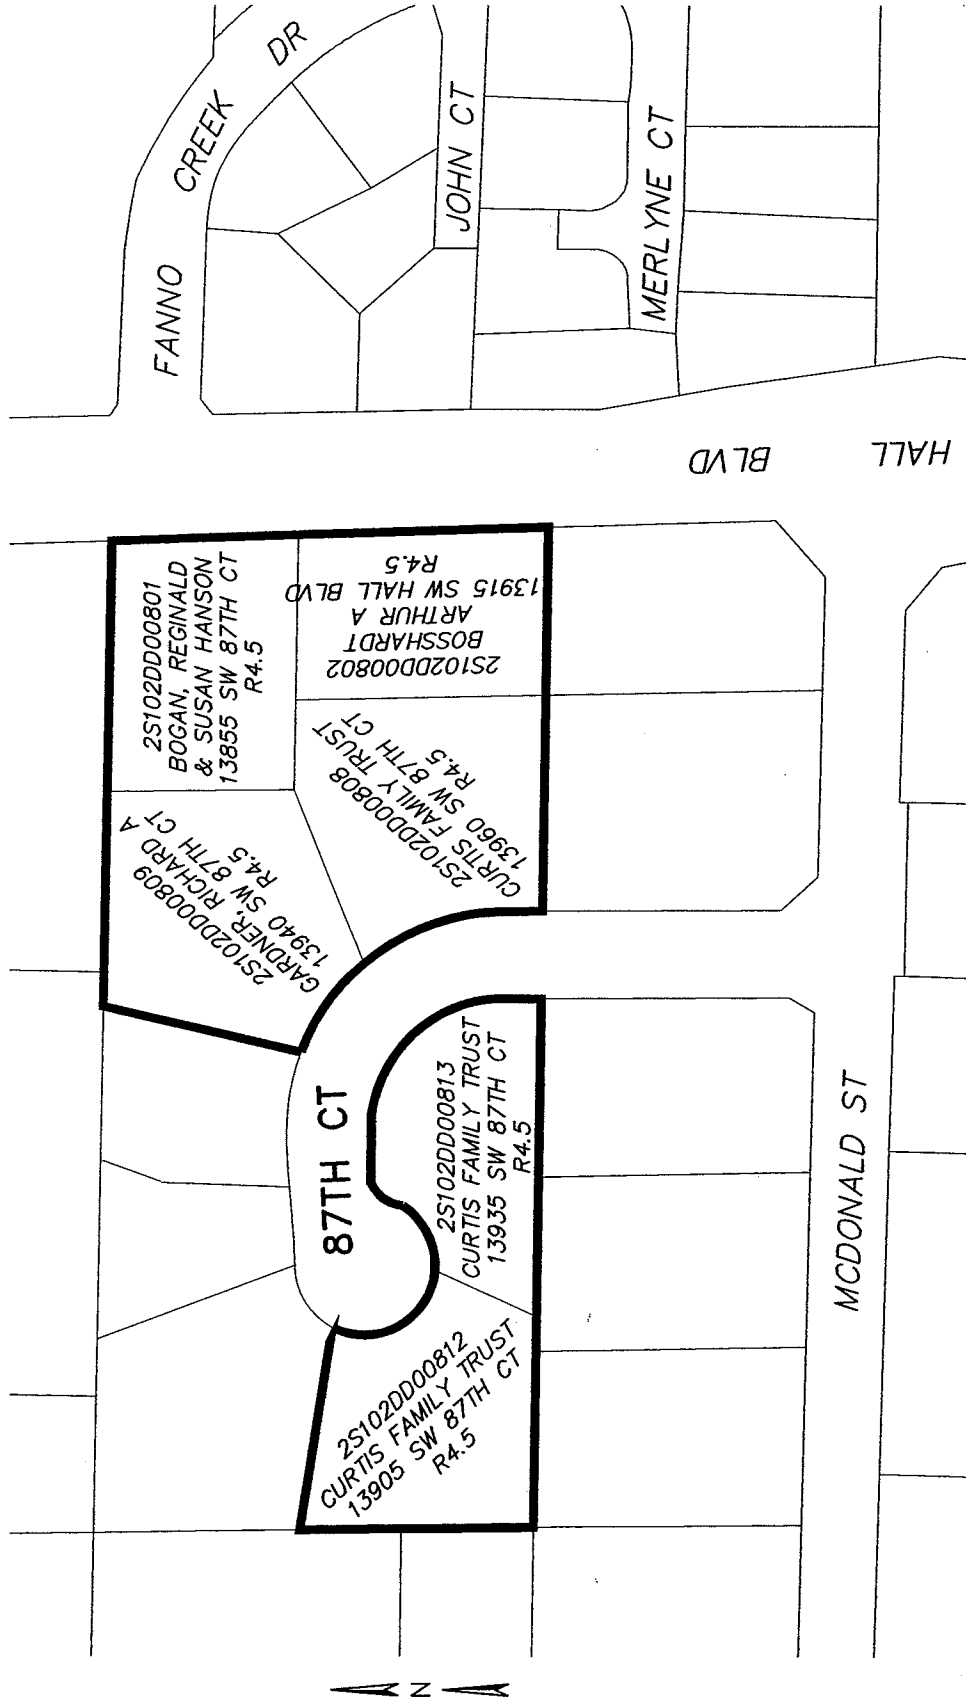 FANNO CREEK DR
JOHN CT
MERLYNE CT
HALL BLVD
2S102DD00801
BOGAN, REGINALD
& SUSAN HANSON
13855 SW 87TH CT
R4.5
2S102DD00802
BOSSHARDT
ARTHUR A
13915 SW HALL BLVD
R4.5
2S102DD00809
GARDNER, RICHARD A
13940 SW 87TH CT
R4.5
2S102DD00808
CURTIS FAMILY TRUST
13960 SW 87TH CT
R4.5
87TH CT
2S102DD00813
CURTIS FAMILY TRUST
13935 SW 87TH CT
R4.5
2S102DD00812
CURTIS FAMILY TRUST
13905 SW 87TH CT
R4.5
MCDONALD ST
N